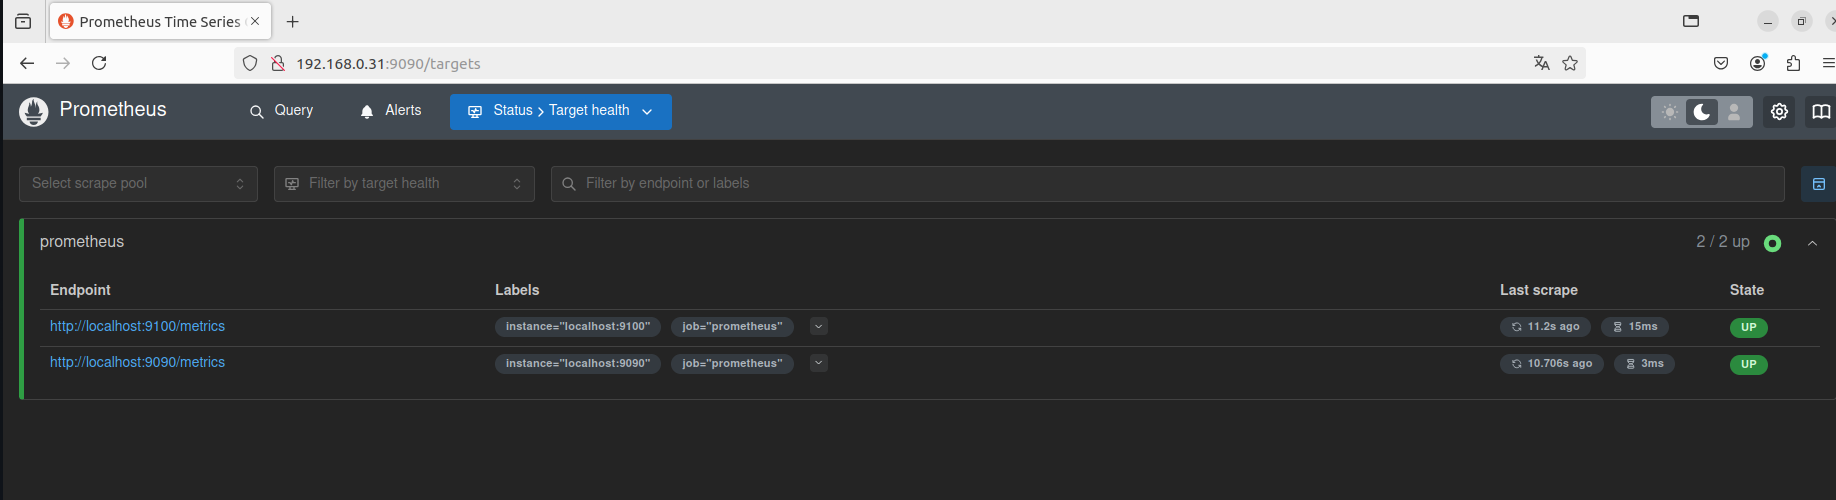 Prometheus Time Series
192.168.0.31:9090/targets
Prometheus
Query
Alerts
Status > Target health
Select scrape pool
Filter by target health
Filter by endpoint or labels
prometheus
2 / 2 up
Endpoint Labels Last scrape State
http://localhost:9100/metrics instance="localhost:9100" job="prometheus" 11.2s ago 15ms UP
http://localhost:9090/metrics instance="localhost:9090" job="prometheus" 10.706s ago 3ms UP